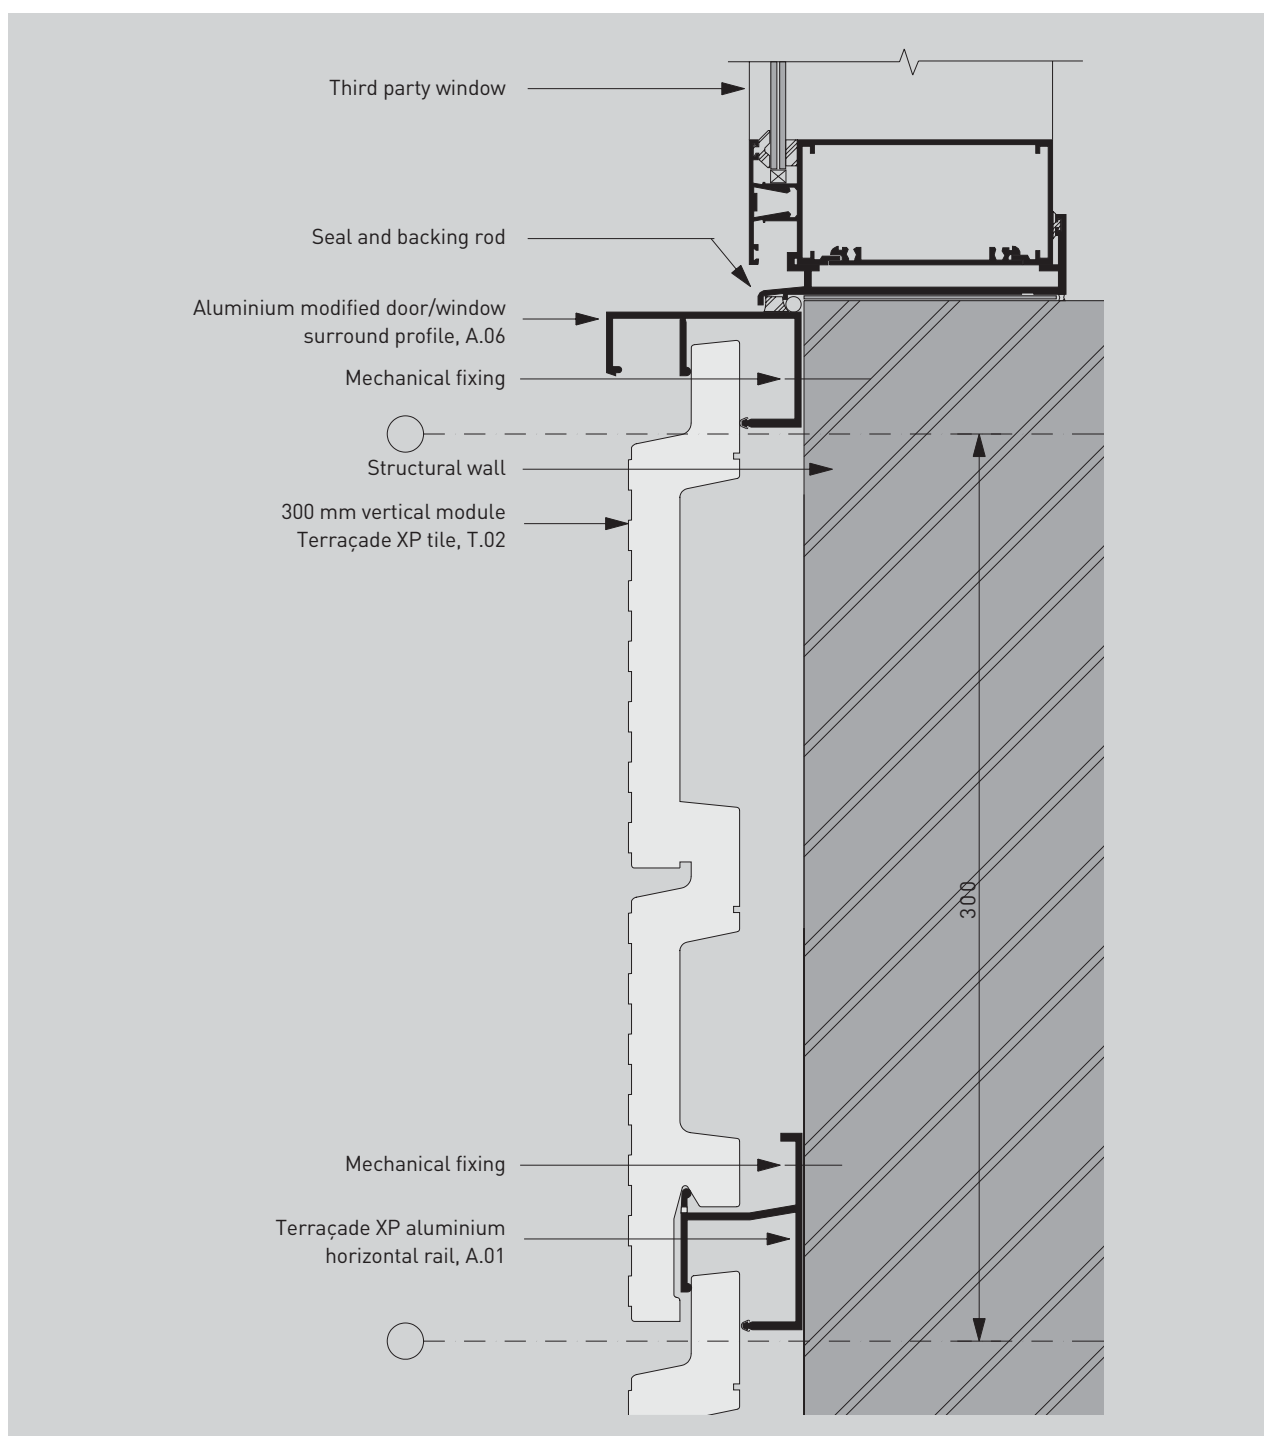 Third party window
Seal and backing rod
Aluminium modified door/window
surround profile, A.06
Mechanical fixing
Structural wall
300 mm vertical module
Terraçade XP tile, T.02
300
Mechanical fixing
Terraçade XP aluminium
horizontal rail, A.01